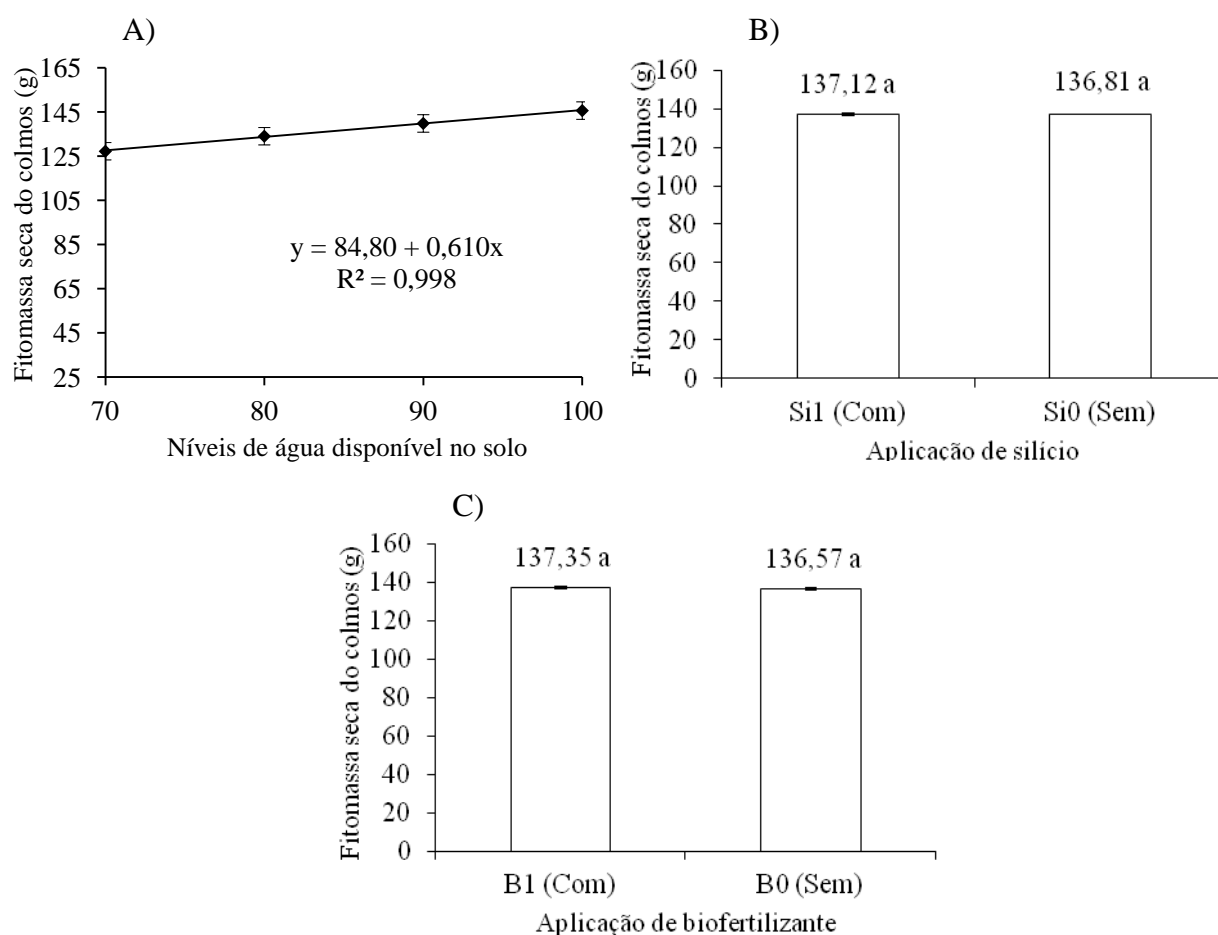 A)
Fitomassa seca do colmos (g)
165
145
125
105
85
65
45
25
y = 84,80 + 0,610x
R² = 0,998
70 80 90 100
Níveis de água disponível no solo
B)
Fitomassa seca do colmos (g)
160
140
120
100
80
60
40
20
0
137,12 a 136,81 a
Si1 (Com) Si0 (Sem)
Aplicação de silício
C)
Fitomassa seca do colmos (g)
160
140
120
100
80
60
40
20
0
137,35 a 136,57 a
B1 (Com) B0 (Sem)
Aplicação de biofertilizante